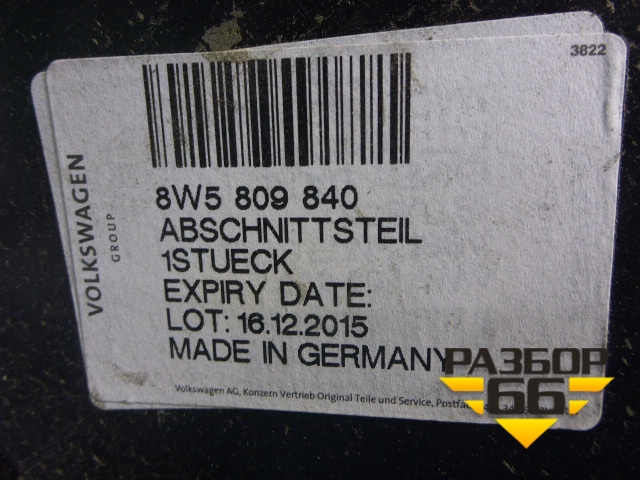 3822
VOLKSWAGEN
GROUP
8W5 809 840
ABSCHNITTSTEIL
1STUECK
EXPIRY DATE:
LOT: 16.12.2015
MADE IN GERMANY
Volkswagen AG, Konzern Vertrieb Original Teile und Service, Postfa
РАЗБОР
66